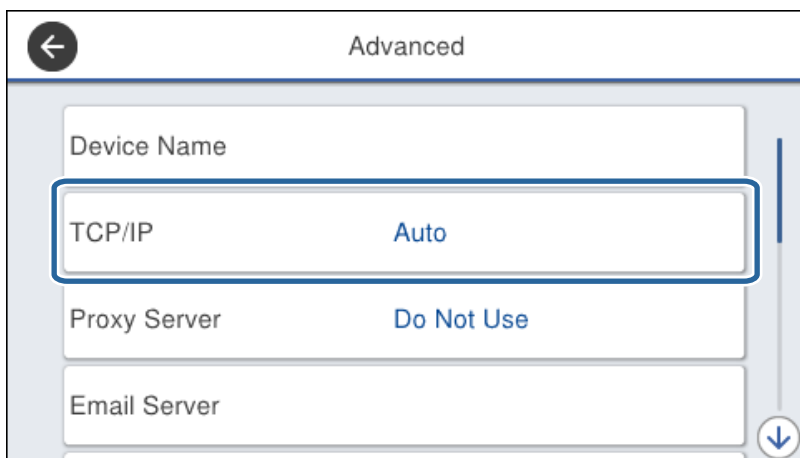 Advanced
Device Name
TCP/IP Auto
Proxy Server Do Not Use
Email Server